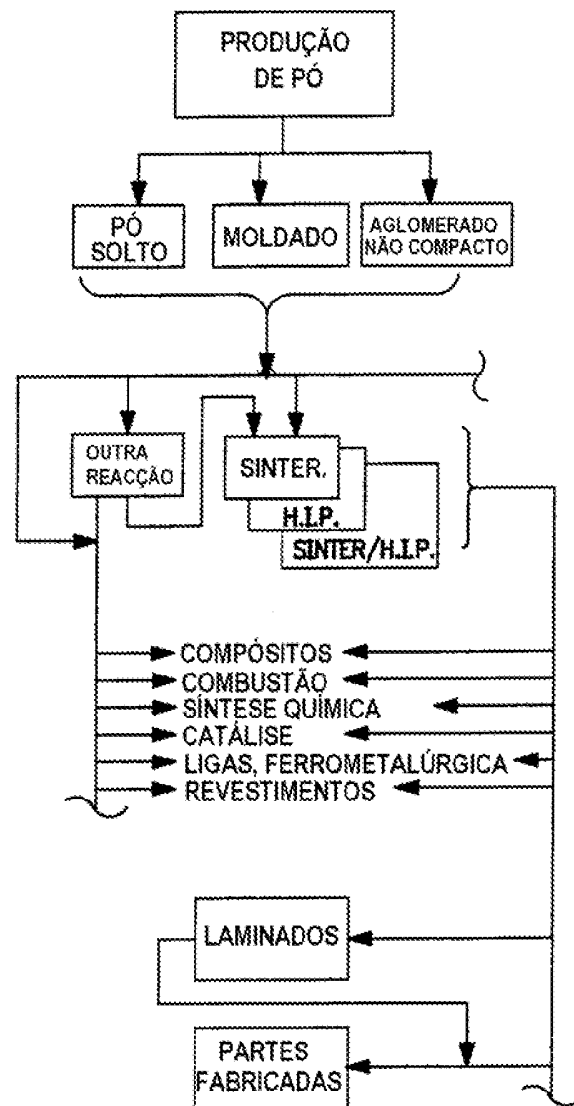 PRODUÇÃO
DE PÓ
PÓ
SOLTO
MOLDADO
AGLOMERADO
NÃO COMPACTO
OUTRA
REACÇÃO
SINTER.
H.I.P.
SINTER/H.I.P.
COMPÓSITOS
COMBUSTÃO
SÍNTESE QUÍMICA
CATÁLISE
LIGAS, FERROMETALÚRGICA
REVESTIMENTOS
LAMINADOS
PARTES
FABRICADAS